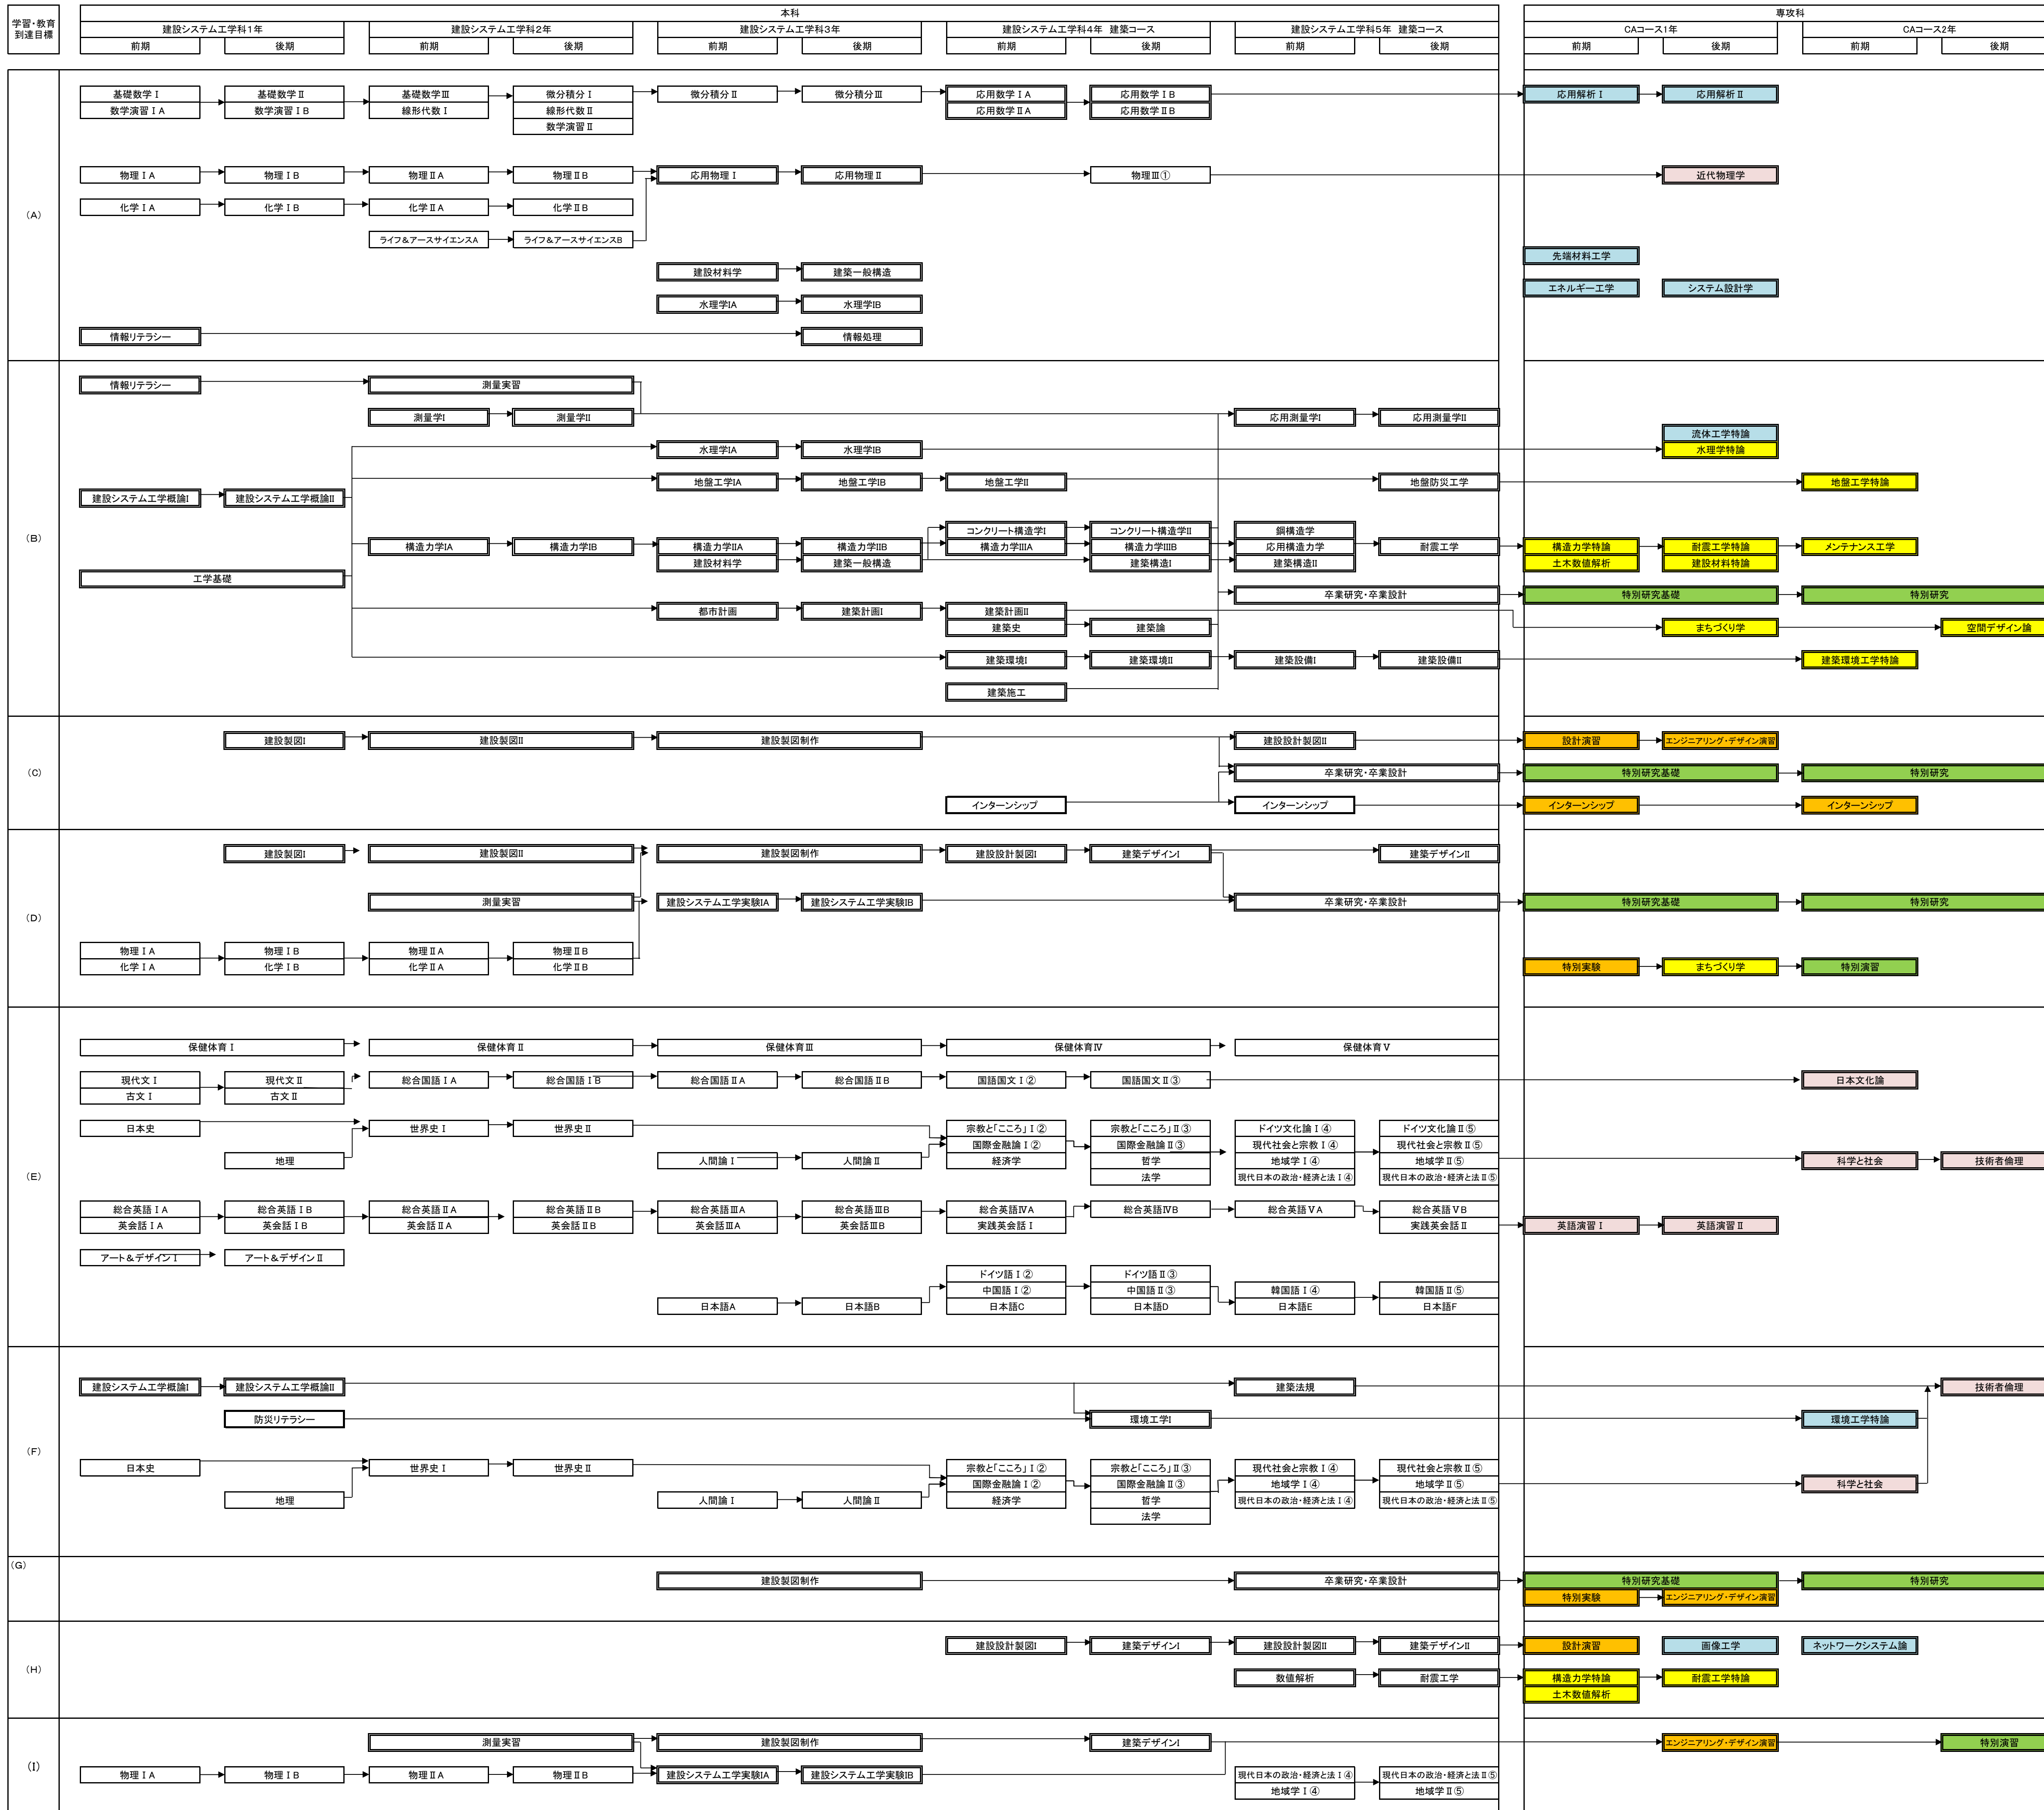 本科
専攻科
学習・教育
到達目標
建設システム工学科1年
建設システム工学科2年
建設システム工学科3年
建設システム工学科4年 建築コース
建設システム工学科5年 建築コース
CAコース1年
CAコース2年
前期 後期 前期 後期 前期 後期 前期 後期 前期 後期 前期 後期 前期 後期
(A)
基礎数学Ⅰ 基礎数学Ⅱ 基礎数学Ⅲ 微分積分Ⅰ 微分積分Ⅱ 微分積分Ⅲ 応用数学ⅠA 応用数学ⅠB 応用解析Ⅰ 応用解析Ⅱ
数学演習ⅠA 数学演習ⅠB 線形代数Ⅰ 線形代数Ⅱ 応用数学ⅡA 応用数学ⅡB
数学演習Ⅱ
物理ⅠA 物理ⅠB 物理ⅡA 物理ⅡB 応用物理Ⅰ 応用物理Ⅱ 物理Ⅲ① 近代物理学
化学ⅠA 化学ⅠB 化学ⅡA 化学ⅡB
ライフ&アースサイエンスA ライフ&アースサイエンスB
先端材料工学
建設材料学 建築一般構造
エネルギー工学 システム設計学
水理学IA 水理学IB
情報リテラシー 情報処理
(B)
情報リテラシー 測量実習
測量学I 測量学II 応用測量学I 応用測量学II
流体工学特論
水理学IA 水理学IB 水理学特論
地盤工学IA 地盤工学IB 地盤工学II 地盤防災工学 地盤工学特論
建設システム工学概論I 建設システム工学概論II
コンクリート構造学I コンクリート構造学II 鋼構造学
構造力学IA 構造力学IB 構造力学IIA 構造力学IIB 構造力学IIIA 構造力学IIIB 応用構造力学 耐震工学 構造力学特論 耐震工学特論 メンテナンス工学
建設材料学 建築一般構造 建築構造I 建築構造II 土木数値解析 建設材料特論
工学基礎
卒業研究・卒業設計 特別研究基礎 特別研究
都市計画 建築計画I 建築計画II
建築史 建築論 まちづくり学 空間デザイン論
建築環境I 建築環境II 建築設備I 建築設備II 建築環境工学特論
建築施工
(C)
建設製図I 建設製図II 建設製図制作 建設設計製図II 設計演習 エンジニアリング・デザイン演習
卒業研究・卒業設計 特別研究基礎 特別研究
インターンシップ インターンシップ インターンシップ インターンシップ
(D)
建設製図I 建設製図II 建設製図制作 建設設計製図I 建築デザインI 建築デザインII
測量実習 建設システム工学実験IA 建設システム工学実験IB 卒業研究・卒業設計 特別研究基礎 特別研究
物理ⅠA 物理ⅠB 物理ⅡA 物理ⅡB
化学ⅠA 化学ⅠB 化学ⅡA 化学ⅡB 特別実験 まちづくり学 特別演習
(E)
保健体育Ⅰ 保健体育Ⅱ 保健体育Ⅲ 保健体育Ⅳ 保健体育Ⅴ
現代文Ⅰ 現代文Ⅱ 総合国語ⅠA 総合国語ⅠB 総合国語ⅡA 総合国語ⅡB 国語国文Ⅰ② 国語国文Ⅱ③ 日本文化論
古文Ⅰ 古文Ⅱ
日本史 世界史Ⅰ 世界史Ⅱ 宗教と「こころ」Ⅰ② 宗教と「こころ」Ⅱ③ ドイツ文化論Ⅰ④ ドイツ文化論Ⅱ⑤
国際金融論Ⅰ② 国際金融論Ⅱ③ 現代社会と宗教Ⅰ④ 現代社会と宗教Ⅱ⑤
地理 人間論Ⅰ 人間論Ⅱ 経済学 哲学 地域学Ⅰ④ 地域学Ⅱ⑤ 科学と社会 技術者倫理
法学 現代日本の政治・経済と法Ⅰ④ 現代日本の政治・経済と法Ⅱ⑤
総合英語ⅠA 総合英語ⅠB 総合英語ⅡA 総合英語ⅡB 総合英語ⅢA 総合英語ⅢB 総合英語ⅣA 総合英語ⅣB 総合英語ⅤA 総合英語ⅤB
英会話ⅠA 英会話ⅠB 英会話ⅡA 英会話ⅡB 英会話ⅢA 英会話ⅢB 実践英会話Ⅰ 実践英会話Ⅱ 英語演習Ⅰ 英語演習Ⅱ
アート&デザインⅠ アート&デザインⅡ
ドイツ語Ⅰ② ドイツ語Ⅱ③
中国語Ⅰ② 中国語Ⅱ③ 韓国語Ⅰ④ 韓国語Ⅱ⑤
日本語A 日本語B 日本語C 日本語D 日本語E 日本語F
(F)
建設システム工学概論I 建設システム工学概論II 建築法規 技術者倫理
防災リテラシー 環境工学I 環境工学特論
日本史 世界史Ⅰ 世界史Ⅱ 宗教と「こころ」Ⅰ② 宗教と「こころ」Ⅱ③ 現代社会と宗教Ⅰ④ 現代社会と宗教Ⅱ⑤
国際金融論Ⅰ② 国際金融論Ⅱ③ 地域学Ⅰ④ 地域学Ⅱ⑤ 科学と社会
地理 人間論Ⅰ 人間論Ⅱ 経済学 哲学 現代日本の政治・経済と法Ⅰ④ 現代日本の政治・経済と法Ⅱ⑤
法学
(G)
建設製図制作 卒業研究・卒業設計 特別研究基礎 特別研究
特別実験 エンジニアリング・デザイン演習
(H)
建設設計製図I 建築デザインI 建設設計製図II 建築デザインII 設計演習 画像工学 ネットワークシステム論
数値解析 耐震工学 構造力学特論 耐震工学特論
土木数値解析
(I)
測量実習 建設製図制作 建築デザインI エンジニアリング・デザイン演習 特別演習
物理ⅠA 物理ⅠB 物理ⅡA 物理ⅡB 建設システム工学実験IA 建設システム工学実験IB 現代日本の政治・経済と法Ⅰ④ 現代日本の政治・経済と法Ⅱ⑤
地域学Ⅰ④ 地域学Ⅱ⑤